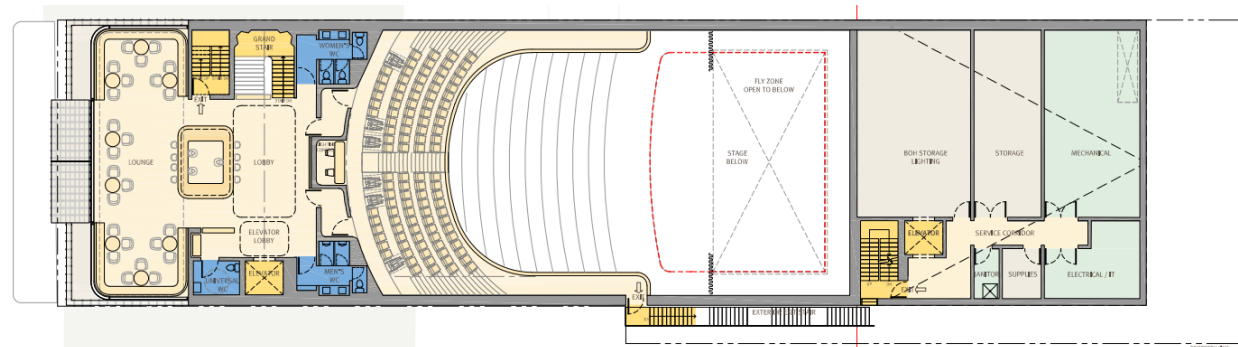 GRAND
STAIR
WOMEN'S
WC
EXIT
LOUNGE
LOBBY
ELEVATOR
LOBBY
UNIVERSAL
WC
ELEVATOR
MEN'S
WC
FLY ZONE
OPEN TO BELOW
STAGE
BELOW
EXIT
EXTERIOR EXIT STAIR
BOH STORAGE
LIGHTING
STORAGE
MECHANICAL
ELEVATOR
SERVICE CORRIDOR
EXIT
JANITOR
SUPPLIES
ELECTRICAL / IT